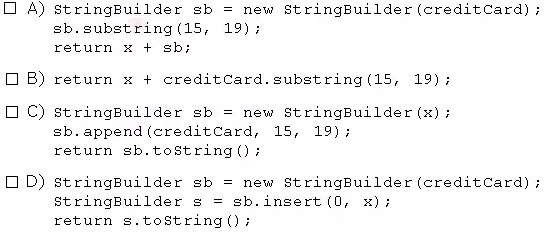 A) StringBuilder sb = new StringBuilder(creditCard);
sb.substring(15, 19);
return x + sb;
B) return x + creditCard.substring(15, 19);
C) StringBuilder sb = new StringBuilder(x);
sb.append(creditCard, 15, 19);
return sb.toString();
D) StringBuilder sb = new StringBuilder(creditCard);
StringBuilder s = sb.insert(0, x);
return s.toString();